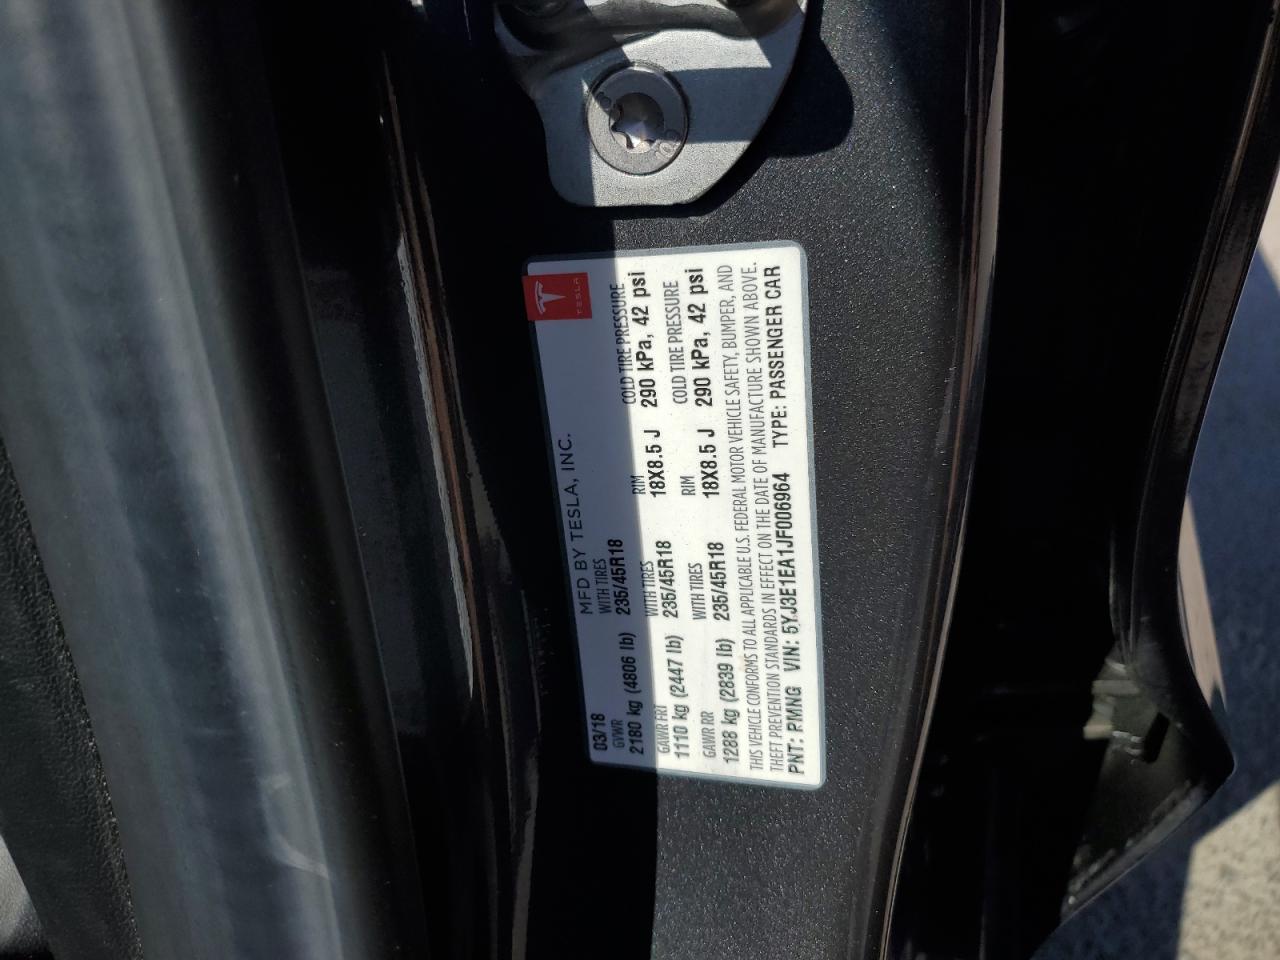 TESLA
MFD BY TESLA, INC.
03/18
GVWR WITH TIRES RIM COLD TIRE PRESSURE
2180 kg (4806 lb) 235/45R18 18X8.5 J 290 kPa, 42 psi
GAWR FRT WITH TIRES RIM COLD TIRE PRESSURE
1110 kg (2447 lb) 235/45R18 18X8.5 J 290 kPa, 42 psi
GAWR RR WITH TIRES
1288 kg (2839 lb) 235/45R18
THIS VEHICLE CONFORMS TO ALL APPLICABLE U.S. FEDERAL MOTOR VEHICLE SAFETY, BUMPER, AND
THEFT PREVENTION STANDARDS IN EFFECT ON THE DATE OF MANUFACTURE SHOWN ABOVE.
PNT: PMNG VIN: 5YJ3E1EA1JF006964 TYPE: PASSENGER CAR